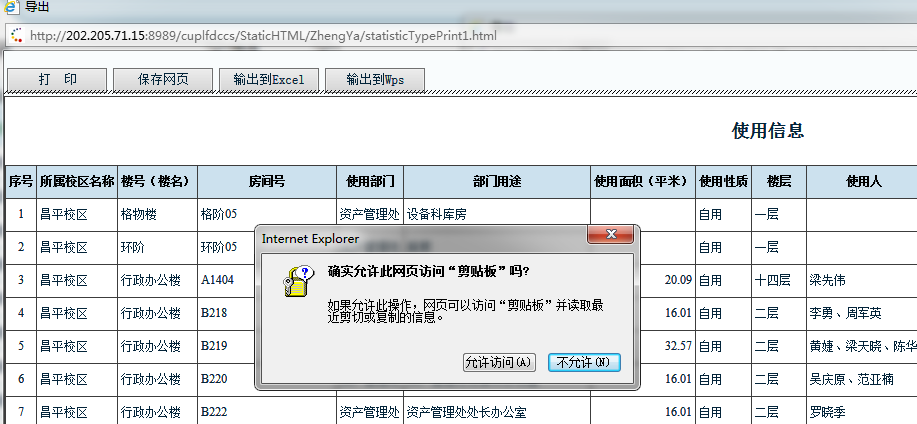 导出
http://202.205.71.15:8989/cuplfdccs/StaticHTML/ZhengYa/statisticTypePrint1.html
打 印 保存网页 输出到Excel 输出到Wps
使用信息
序号 所属校区名称 楼号（楼名） 房间号 使用部门 部门用途 使用面积（平米） 使用性质 楼层 使用人
1 昌平校区 格物楼 格阶05 资产管理处 设备科库房 自用 一层
2 昌平校区 环阶 环阶05 自用 一层
3 昌平校区 行政办公楼 A1404 20.09 自用 十四层 梁先伟
4 昌平校区 行政办公楼 B218 16.01 自用 二层 李勇、周军英
5 昌平校区 行政办公楼 B219 32.57 自用 二层 黄婕、梁天晓、陈华
6 昌平校区 行政办公楼 B220 16.01 自用 二层 吴庆原、范亚楠
7 昌平校区 行政办公楼 B222 资产管理处 资产管理处处长办公室 16.01 自用 二层 罗晓季
Internet Explorer
确实允许此网页访问“剪贴板”吗?
如果允许此操作，网页可以访问“剪贴板”并读取最
近剪切或复制的信息。
允许访问(A) 不允许(N)